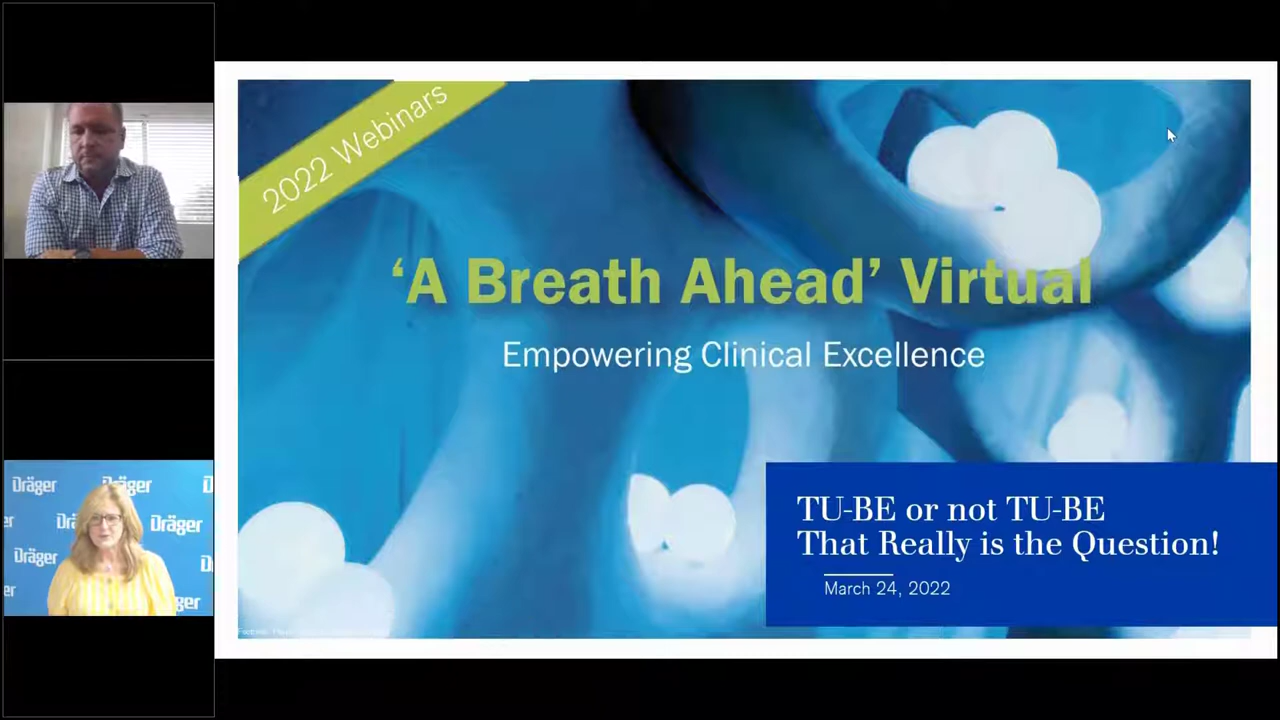 2022 Webinars
‘A Breath Ahead’ Virtual
Empowering Clinical Excellence
TU-BE or not TU-BE
That Really is the Question!
March 24, 2022
Dräger
Dräger
Dräger
Dräger
Dräger